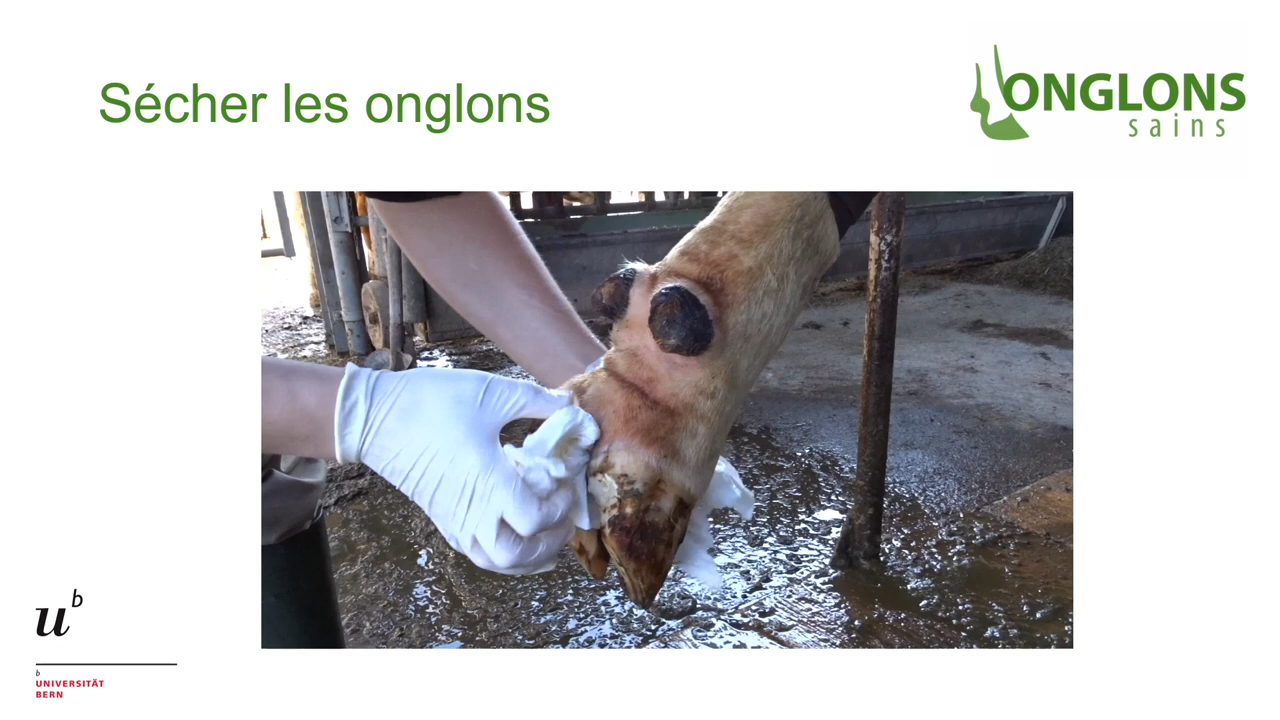 Sécher les onglons
ONGLONS
sains
u b
b
UNIVERSITÄT
BERN